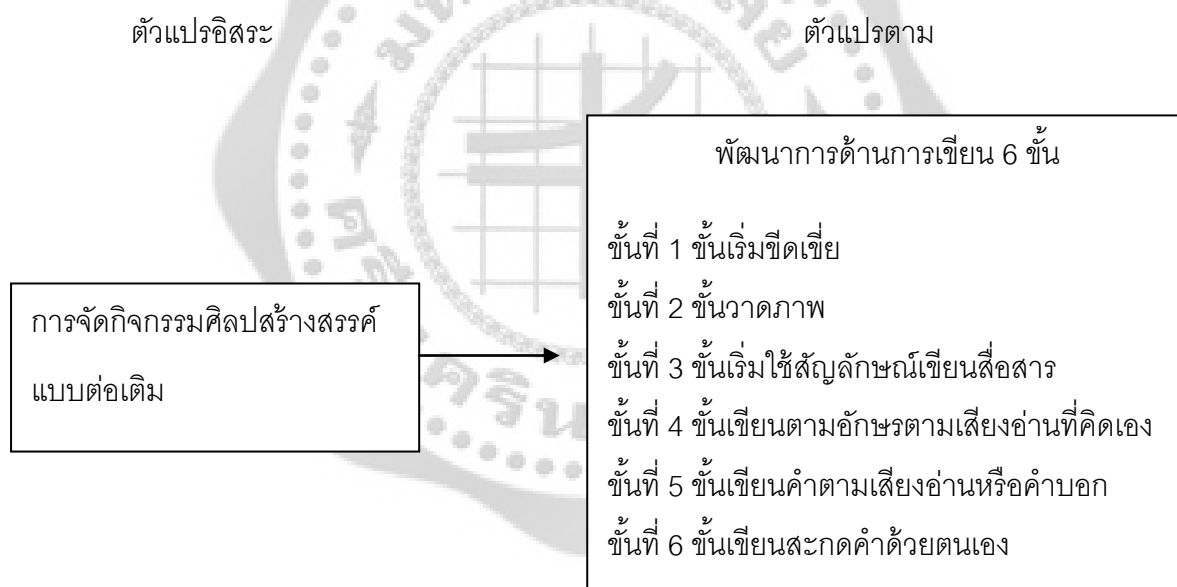 ตัวแปรอิสระ
ตัวแปรตาม
พัฒนาการด้านการเขียน 6 ขั้น
ขั้นที่ 1 ขั้นเริ่มขีดเขี่ย
ขั้นที่ 2 ขั้นวาดภาพ
ขั้นที่ 3 ขั้นเริ่มใช้สัญลักษณ์เขียนสื่อสาร
ขั้นที่ 4 ขั้นเขียนตามอักษรตามเสียงอ่านที่คิดเอง
ขั้นที่ 5 ขั้นเขียนคำตามเสียงอ่านหรือคำบอก
ขั้นที่ 6 ขั้นเขียนสะกดคำด้วยตนเอง
การจัดกิจกรรมศิลปสร้างสรรค์
แบบต่อเติม